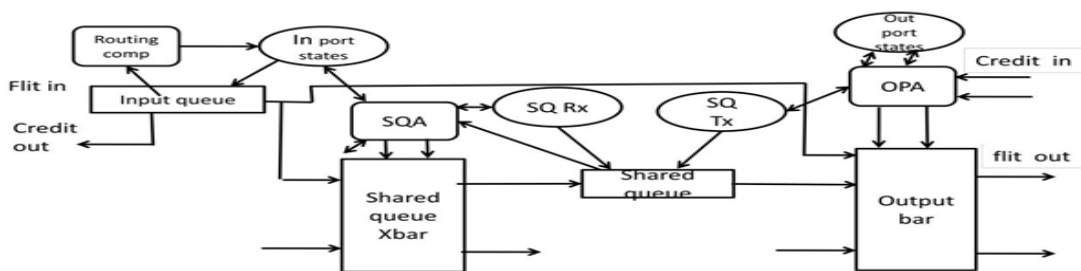 Routing
comp
In port
states
Out
port
states
Credit in
Flit in
Input queue
OPA
Credit
out
SQA
SQ Rx
SQ
Tx
flit out
Shared
queue
Xbar
Shared
queue
Output
bar